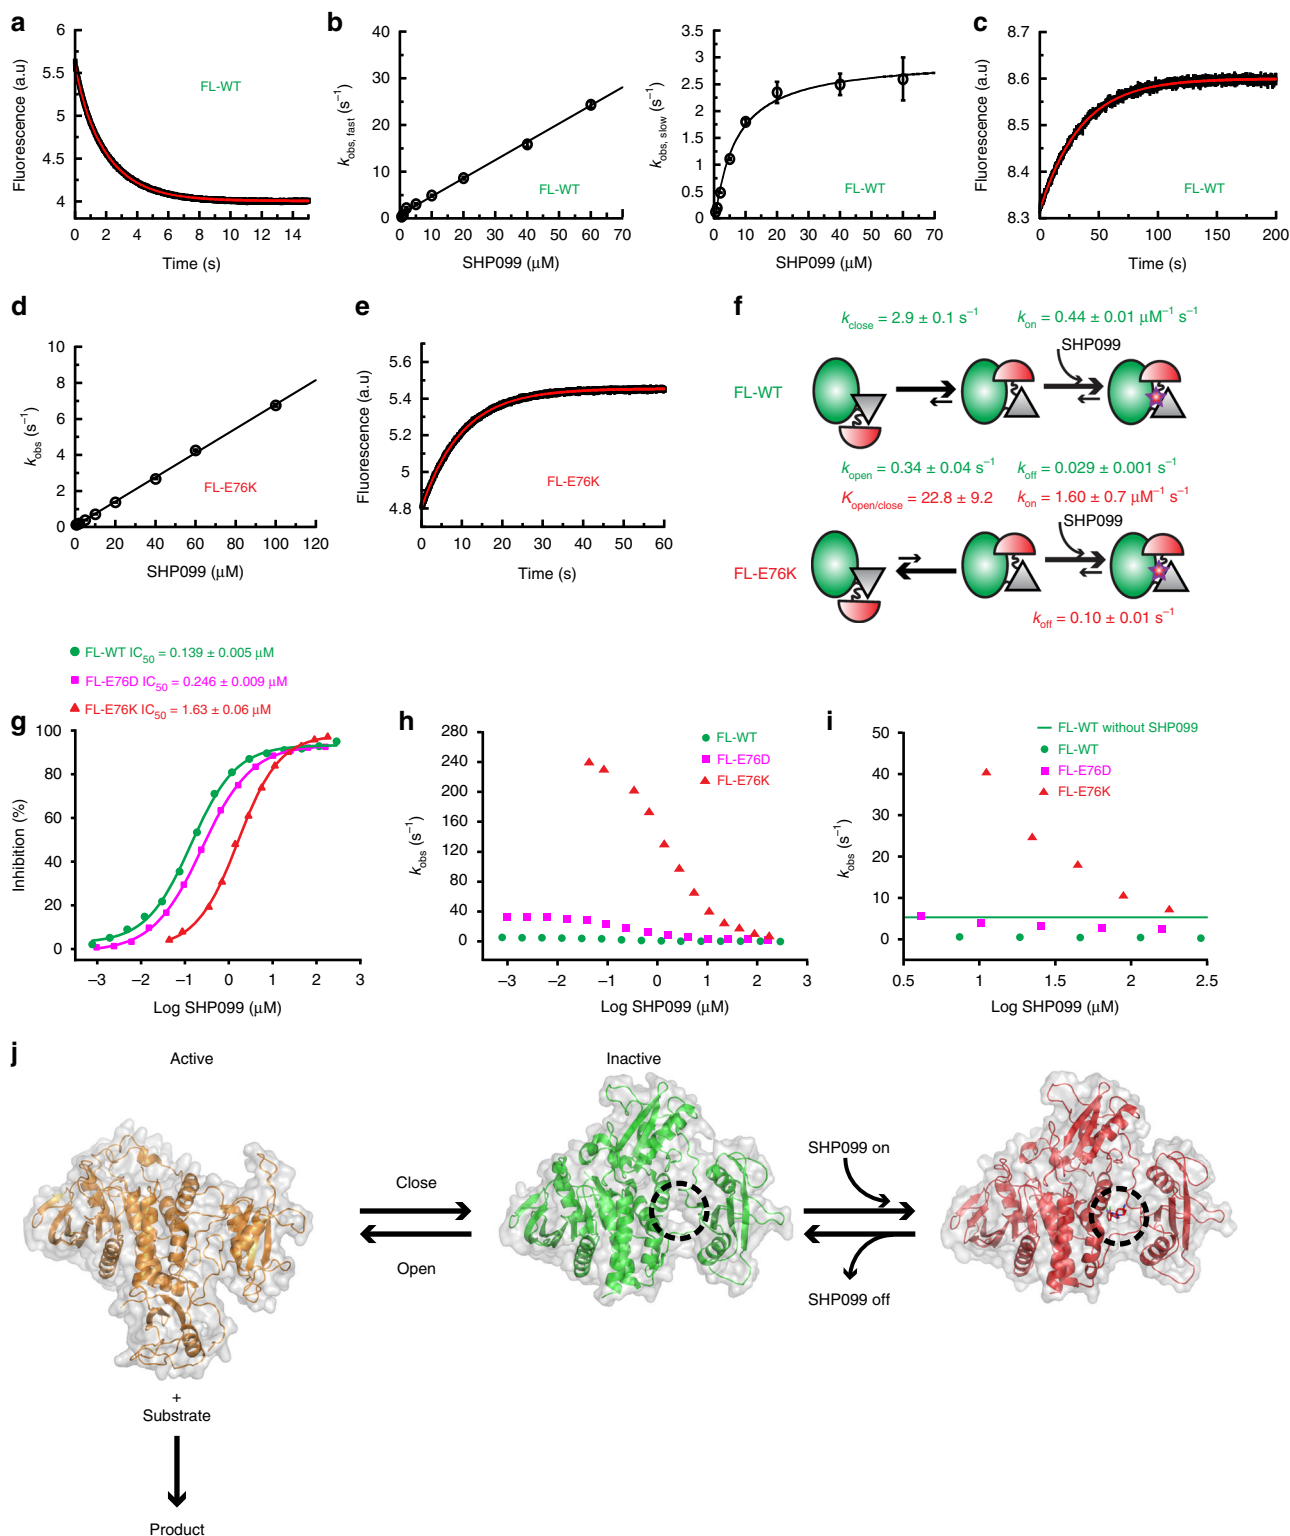 a
Fluorescence (a.u)
6
5.5
5
4.5
4
FL-WT
0 2 4 6 8 10 12 14
Time (s)
b
k obs, fast (s⁻¹)
40
30
20
10
0
FL-WT
0 10 20 30 40 50 60 70
SHP099 (μM)
k obs, slow (s⁻¹)
3.5
3
2.5
2
1.5
1
0.5
0
FL-WT
0 10 20 30 40 50 60 70
SHP099 (μM)
c
Fluorescence (a.u)
8.7
8.6
8.5
8.4
8.3
FL-WT
0 50 100 150 200
Time (s)
d
k obs (s⁻¹)
10
8
6
4
2
0
FL-E76K
0 20 40 60 80 100 120
SHP099 (μM)
e
Fluorescence (a.u)
5.6
5.4
5.2
5
4.8
FL-E76K
0 10 20 30 40 50 60
Time (s)
f
k close = 2.9 ± 0.1 s⁻¹
k on = 0.44 ± 0.01 μM⁻¹ s⁻¹
SHP099
FL-WT
k open = 0.34 ± 0.04 s⁻¹
k off = 0.029 ± 0.001 s⁻¹
K open/close = 22.8 ± 9.2
k on = 1.60 ± 0.7 μM⁻¹ s⁻¹
SHP099
FL-E76K
k off = 0.10 ± 0.01 s⁻¹
FL-WT IC₅₀ = 0.139 ± 0.005 μM
FL-E76D IC₅₀ = 0.246 ± 0.009 μM
FL-E76K IC₅₀ = 1.63 ± 0.06 μM
g
Inhibition (%)
100
80
60
40
20
0
−3 −2 −1 0 1 2 3
Log SHP099 (μM)
h
k obs (s⁻¹)
280
240
200
160
120
80
40
0
FL-WT
FL-E76D
FL-E76K
−3 −2 −1 0 1 2 3
Log SHP099 (μM)
i
k obs (s⁻¹)
50
40
30
20
10
0
FL-WT without SHP099
FL-WT
FL-E76D
FL-E76K
0.5 1 1.5 2 2.5
Log SHP099 (μM)
j
Active
Inactive
Close
Open
SHP099 on
SHP099 off
+
Substrate
Product